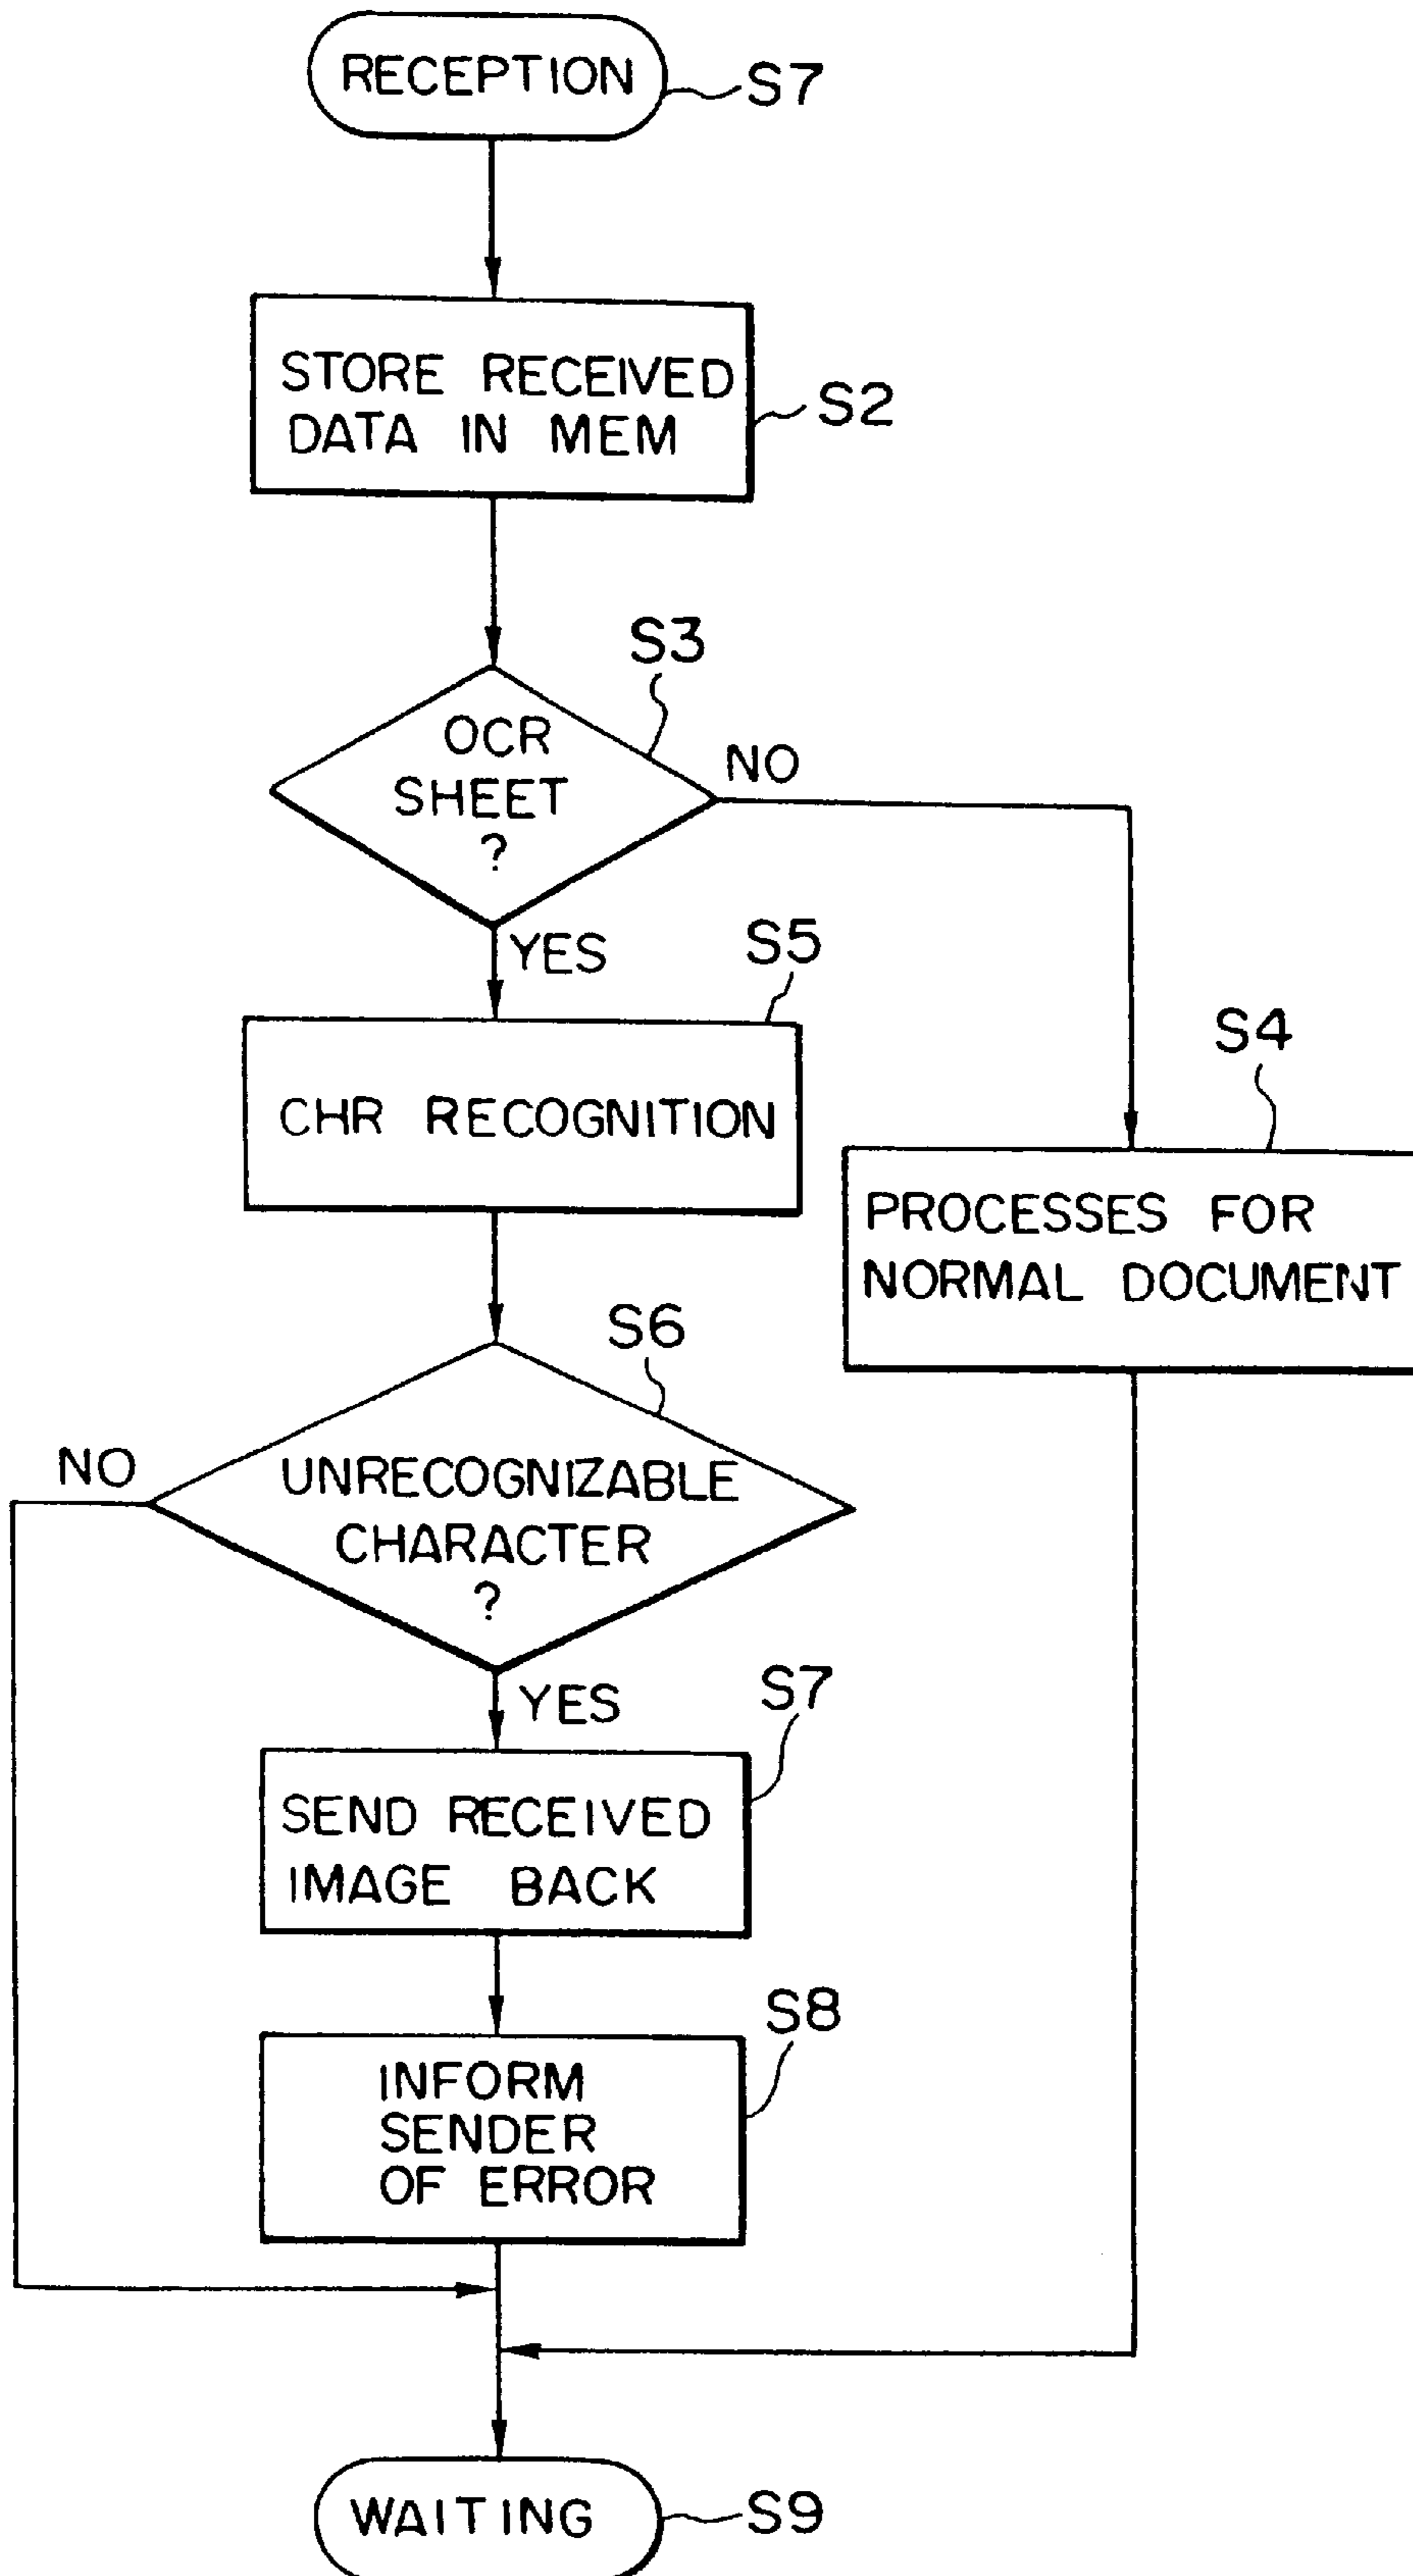 RECEPTION
S7
STORE RECEIVED
DATA IN MEM
S2
S3
OCR
SHEET
?
NO
YES
S5
CHR RECOGNITION
S4
PROCESSES FOR
NORMAL DOCUMENT
S6
NO
UNRECOGNIZABLE
CHARACTER
?
YES
S7
SEND RECEIVED
IMAGE BACK
S8
INFORM
SENDER
OF ERROR
WAITING
S9